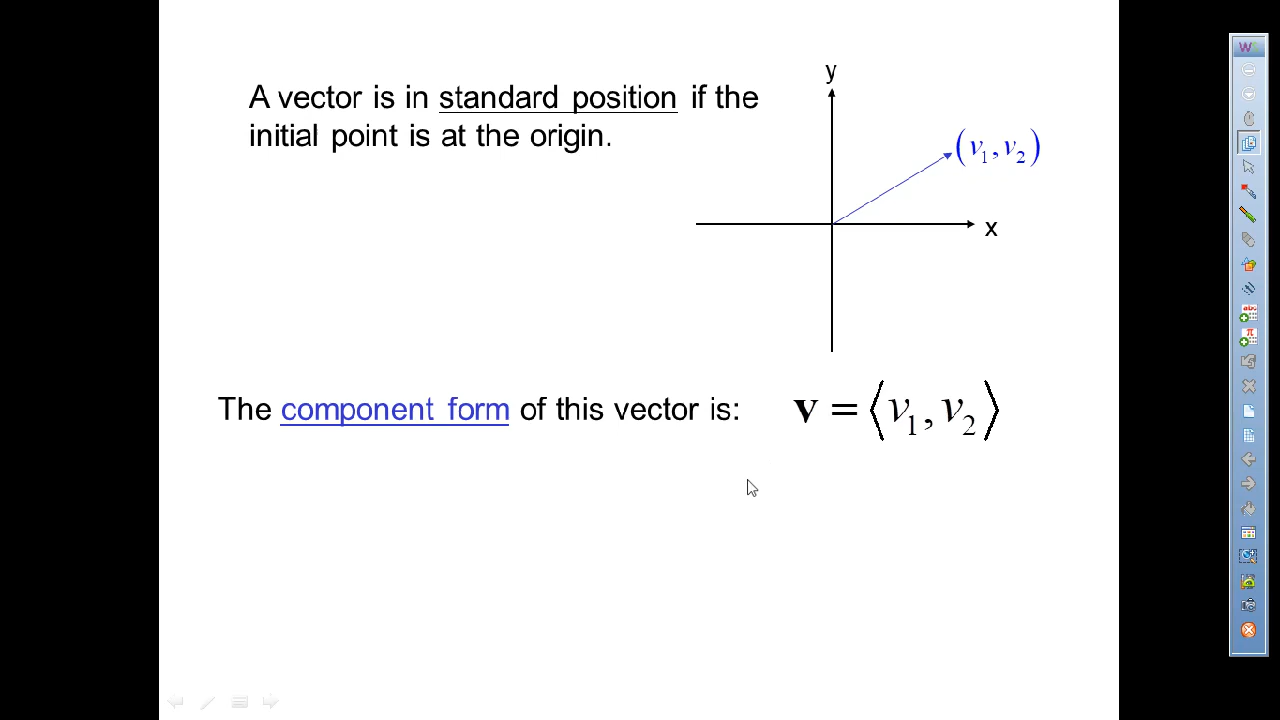 y
A vector is in standard position if the
initial point is at the origin.
(v₁, v₂)
x
The component form of this vector is: v = ⟨v₁, v₂⟩
W
abc
π